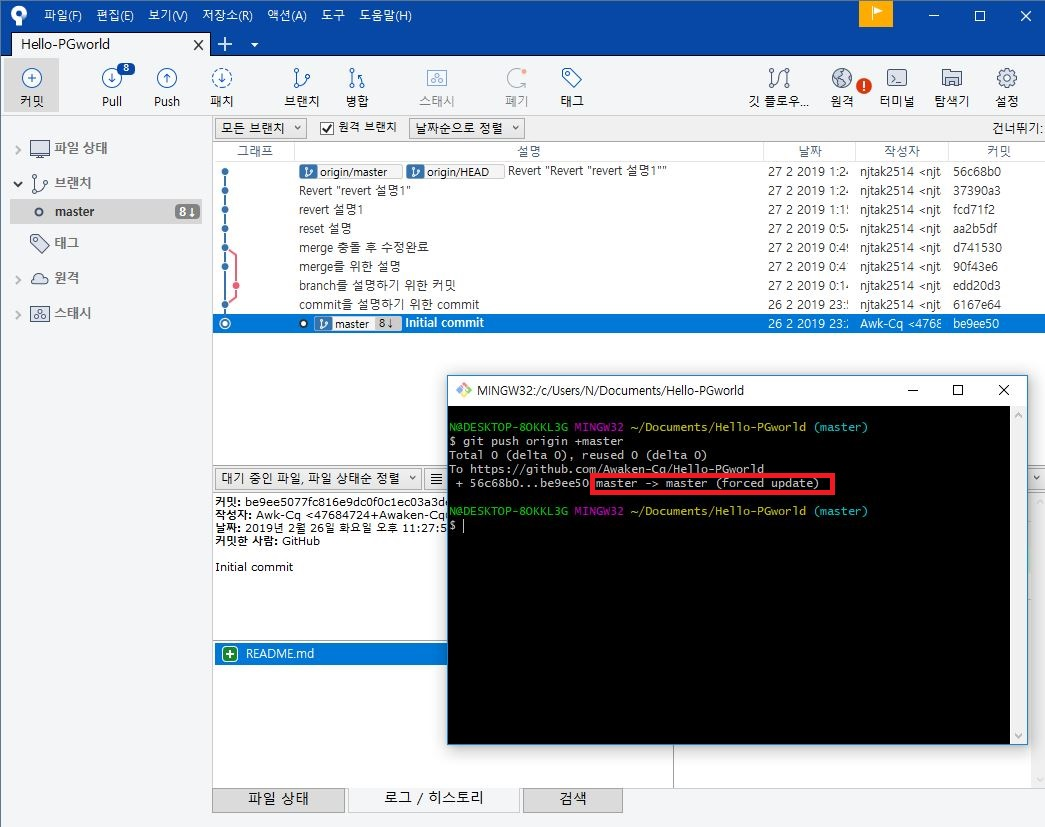 파일(F) 편집(E) 보기(V) 저장소(R) 액션(A) 도구 도움말(H)
Hello-PGworld
8
커밋 Pull Push 패치 브랜치 병합 스태시 폐기 태그 깃 플로우... 원격 터미널 탐색기 설정
모든 브랜치 원격 브랜치 날짜순으로 정렬 건너뛰기:
파일 상태
브랜치
master 8↓
태그
원격
스태시
그래프 설명 날짜 작성자 커밋
origin/master origin/HEAD Revert "Revert "revert 설명1"" 27 2 2019 1:24 njtak2514 <njta 56c68b0
Revert "revert 설명1" 27 2 2019 1:24 njtak2514 <njta 37390a3
revert 설명1 27 2 2019 1:15 njtak2514 <njta fcd71f2
reset 설명 27 2 2019 0:54 njtak2514 <njta aa2b5df
merge 충돌 후 수정완료 27 2 2019 0:49 njtak2514 <njta d741530
merge를 위한 설명 27 2 2019 0:4 njtak2514 <njta 90f43e6
branch를 설명하기 위한 커밋 27 2 2019 0:14 njtak2514 <njta edd20d3
commit을 설명하기 위한 commit 26 2 2019 23: njtak2514 <njta 6167e64
master 8↓ Initial commit 26 2 2019 23: Awk-Cq <4768 be9ee50
MINGW32:/c/Users/N/Documents/Hello-PGworld
N@DESKTOP-8OKKL3G MINGW32 ~/Documents/Hello-PGworld (master)
$ git push origin +master
Total 0 (delta 0), reused 0 (delta 0)
To https://github.com/Awaken-Cq/Hello-PGworld
+ 56c68b0...be9ee50 master -> master (forced update)
N@DESKTOP-8OKKL3G MINGW32 ~/Documents/Hello-PGworld (master)
$
대기 중인 파일, 파일 상태순 정렬
커밋: be9ee5077fc816e9dc0f0c1ec03a3d
작성자: Awk-Cq <47684724+Awaken-Cq
날짜: 2019년 2월 26일 화요일 오후 11:27:5
커밋한 사람: GitHub
Initial commit
README.md
파일 상태 로그 / 히스토리 검색